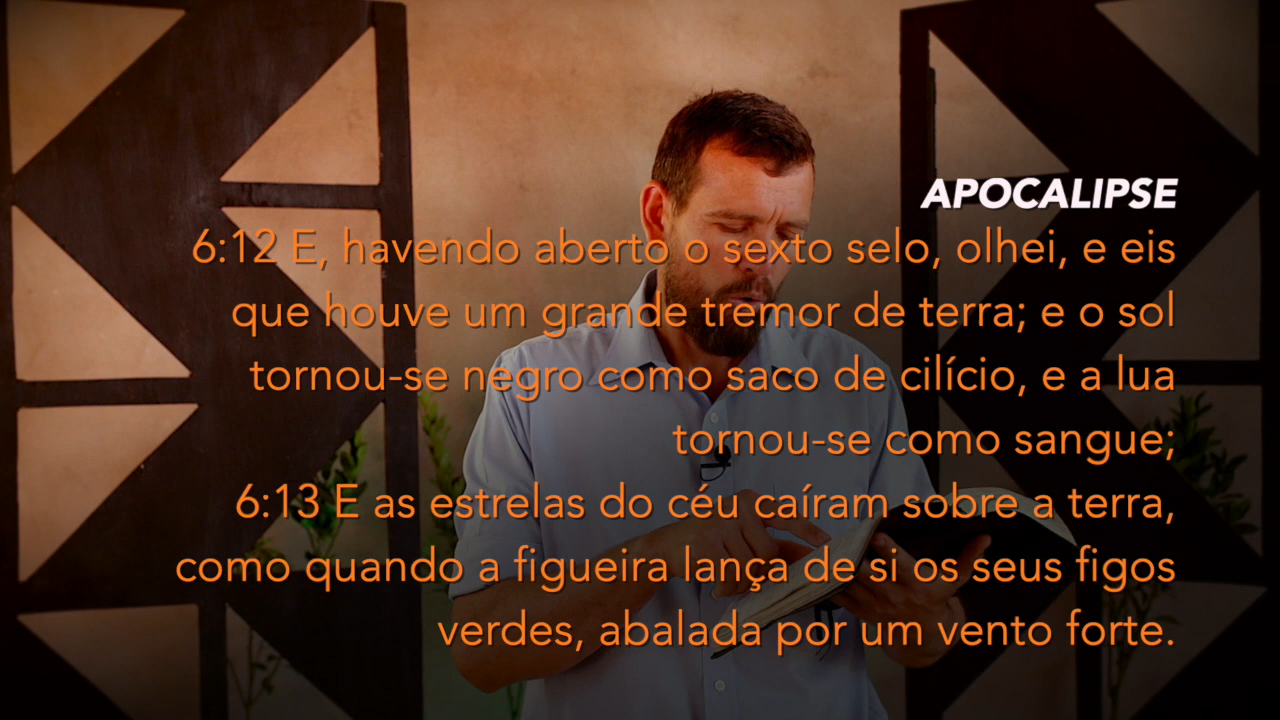 APOCALIPSE
6:12 E, havendo aberto o sexto selo, olhei, e eis
que houve um grande tremor de terra; e o sol
tornou-se negro como saco de cilício, e a lua
tornou-se como sangue;
6:13 E as estrelas do céu caíram sobre a terra,
como quando a figueira lança de si os seus figos
verdes, abalada por um vento forte.